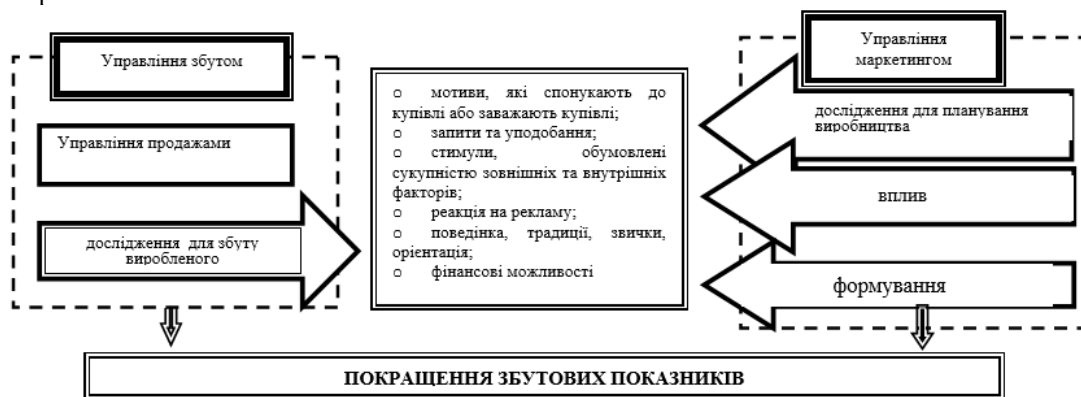 Управління збутом
Управління продажами
дослідження для збуту
виробленого
o мотиви, які спонукають до
купівлі або заважають купівлі;
o запити та уподобання;
o стимули, обумовлені
сукупністю зовнішніх та внутрішніх
факторів;
o реакція на рекламу;
o поведінка, традиції, звички,
орієнтація;
o фінансові можливості
Управління
маркетингом
дослідження для планування
виробництва
вплив
формування
ПОКРАЩЕННЯ ЗБУТОВИХ ПОКАЗНИКІВ